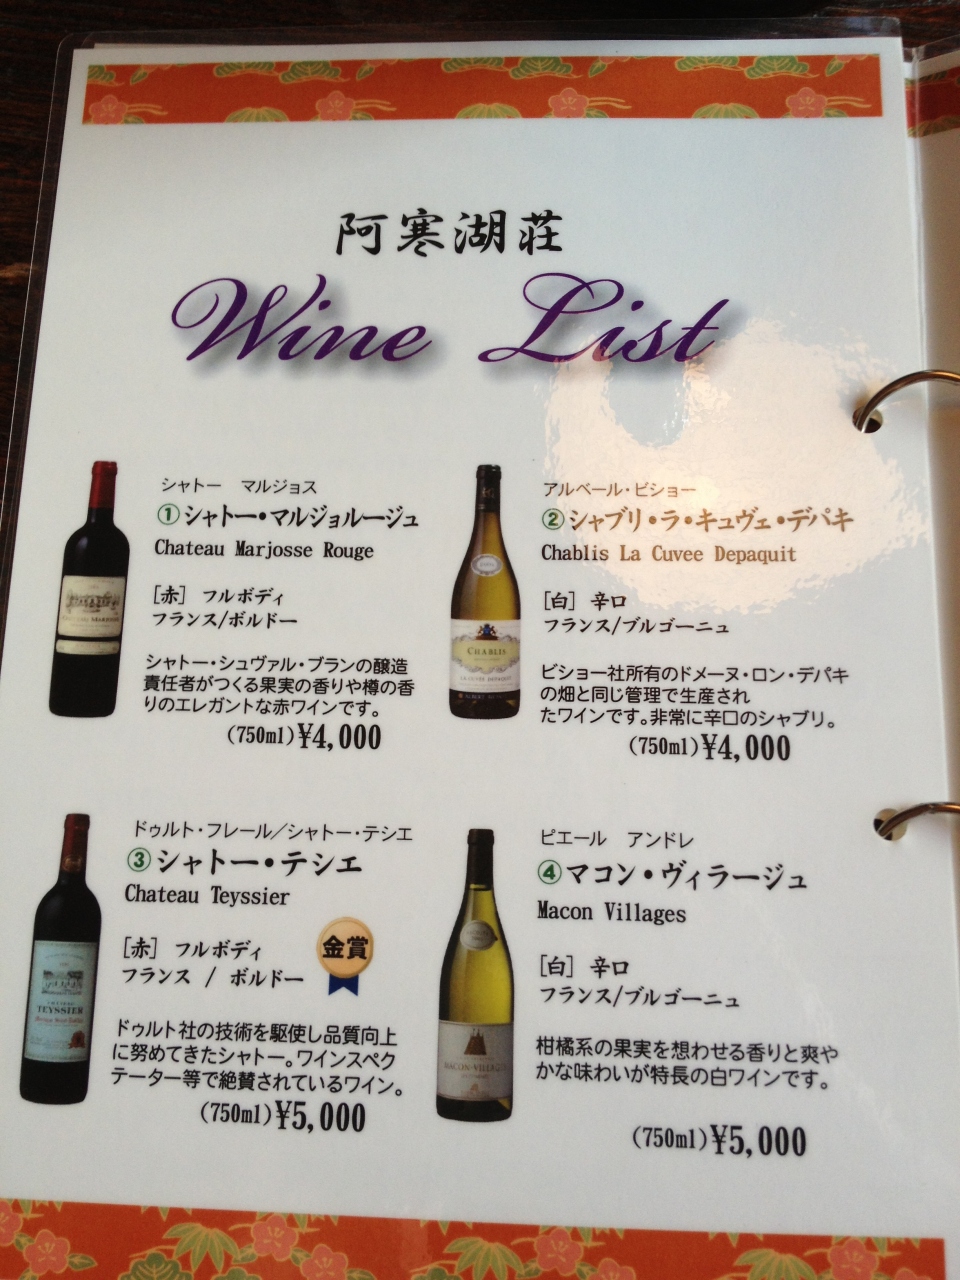 阿寒湖荘
Wine List
シャトー マルジョス
①シャトー・マルジョルージュ
Chateau Marjosse Rouge
[赤] フルボディ
フランス/ボルドー
シャトー・シュヴァル・ブランの醸造
責任者がつくる果実の香りや樽の香
りのエレガントな赤ワインです。
(750ml)¥4,000
アルベール・ビショー
②シャブリ・ラ・キュヴェ・デパキ
Chablis La Cuvee Depaquit
[白] 辛口
フランス/ブルゴーニュ
ビショー社所有のドメーヌ・ロン・デパキ
の畑と同じ管理で生産され
たワインです。非常に辛口のシャブリ。
(750ml)¥4,000
CHABLIS
LA CUVEE DEPAQUIT
ドゥルト・フレール／シャトー・テシエ
③シャトー・テシエ
Chateau Teyssier
[赤] フルボディ
フランス / ボルドー
金賞
ドゥルト社の技術を駆使し品質向上
に努めてきたシャトー。ワインスペク
テーター等で絶賛されているワイン。
(750ml)¥5,000
TEYSSIER
ピエール アンドレ
④マコン・ヴィラージュ
Macon Villages
[白] 辛口
フランス/ブルゴーニュ
柑橘系の果実を想わせる香りと爽や
かな味わいが特長の白ワインです。
(750ml)¥5,000
MACON-VILLAGES